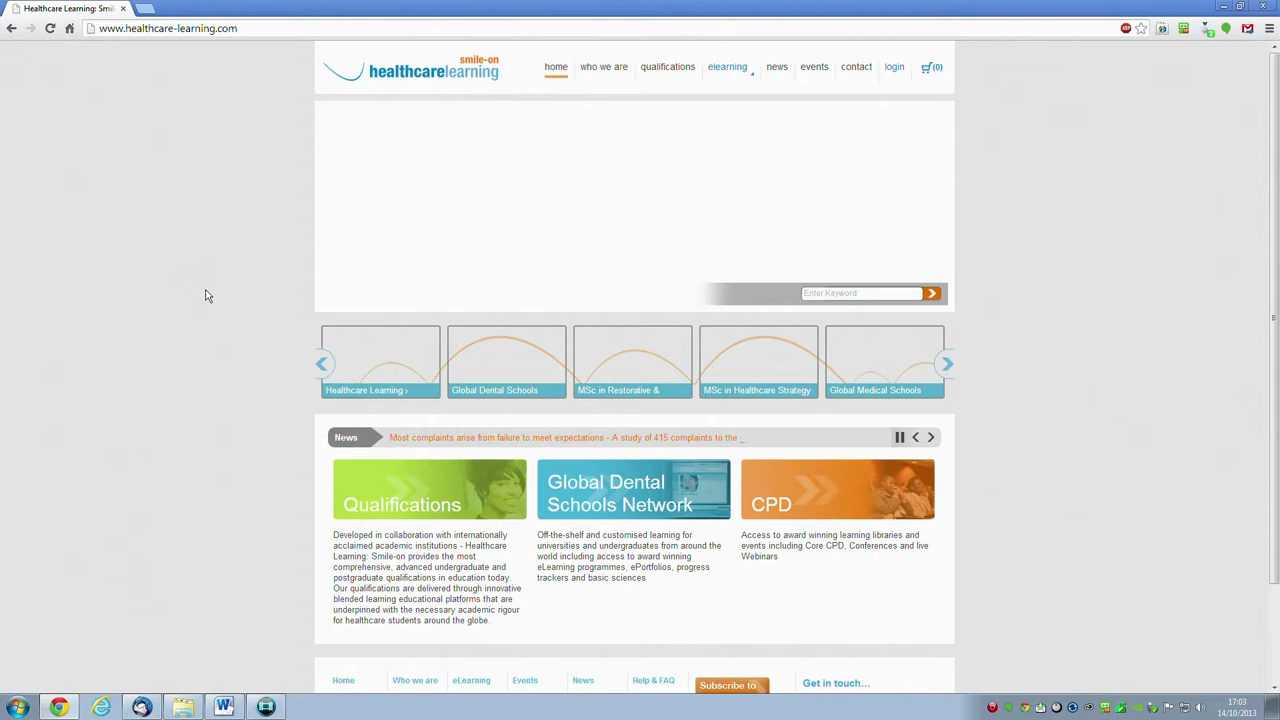 Healthcare Learning: Smil
www.healthcare-learning.com
smile-on
healthcarelearning
home who we are qualifications elearning news events contact login (0)
Enter Keyword
Healthcare Learning › Global Dental Schools MSc in Restorative & MSc in Healthcare Strategy Global Medical Schools
News Most complaints arise from failure to meet expectations - A study of 415 complaints to the _
Qualifications
Developed in collaboration with internationally
acclaimed academic institutions - Healthcare
Learning: Smile-on provides the most
comprehensive, advanced undergraduate and
postgraduate qualifications in education today.
Our qualifications are delivered through innovative
blended learning educational platforms that are
underpinned with the necessary academic rigour
for healthcare students around the globe.
Global Dental
Schools Network
Off-the-shelf and customised learning for
universities and undergraduates from around the
world including access to award winning
eLearning programmes, ePortfolios, progress
trackers and basic sciences
CPD
Access to award winning learning libraries and
events including Core CPD, Conferences and live
Webinars
Home Who we are eLearning Events News Help & FAQ
Subscribe to
Get in touch...
17:03
14/10/2013